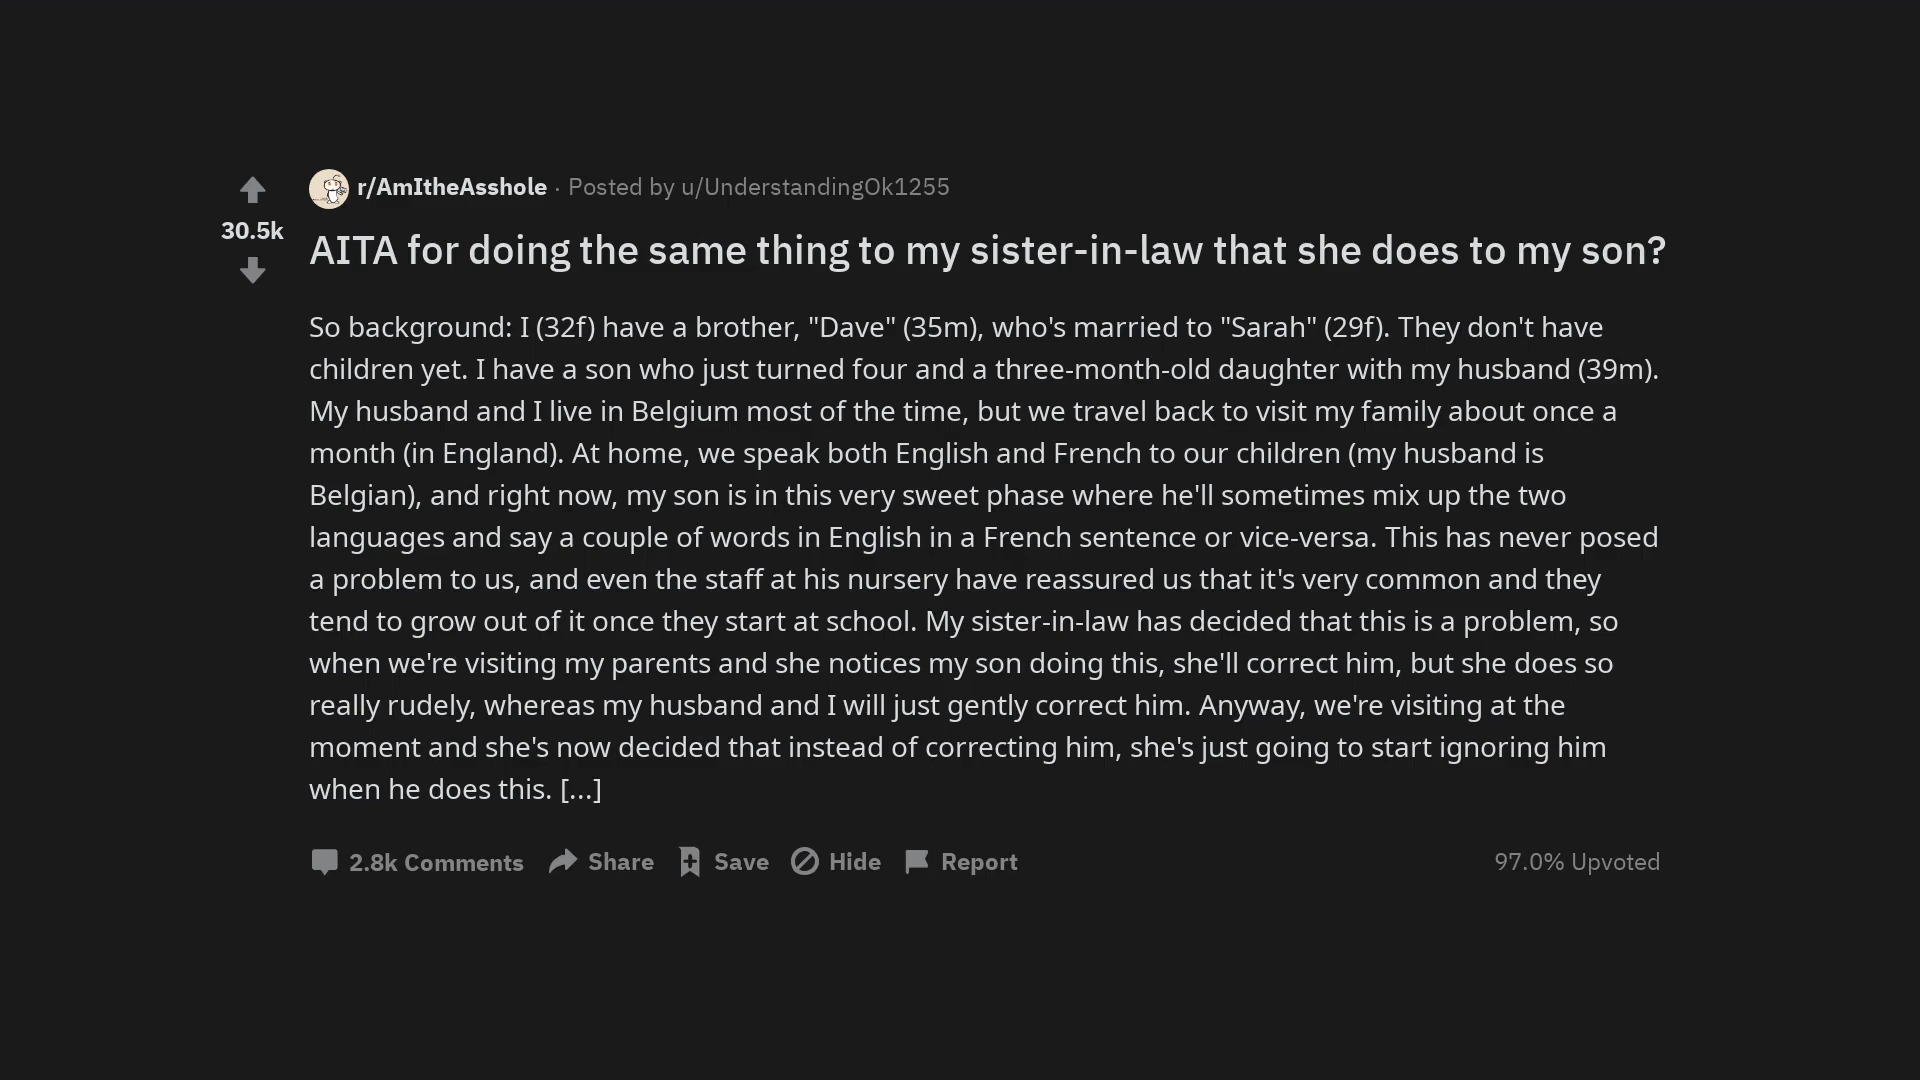 r/AmItheAsshole · Posted by u/UnderstandingOk1255
30.5k
AITA for doing the same thing to my sister-in-law that she does to my son?
So background: I (32f) have a brother, "Dave" (35m), who's married to "Sarah" (29f). They don't have
children yet. I have a son who just turned four and a three-month-old daughter with my husband (39m).
My husband and I live in Belgium most of the time, but we travel back to visit my family about once a
month (in England). At home, we speak both English and French to our children (my husband is
Belgian), and right now, my son is in this very sweet phase where he'll sometimes mix up the two
languages and say a couple of words in English in a French sentence or vice-versa. This has never posed
a problem to us, and even the staff at his nursery have reassured us that it's very common and they
tend to grow out of it once they start at school. My sister-in-law has decided that this is a problem, so
when we're visiting my parents and she notices my son doing this, she'll correct him, but she does so
really rudely, whereas my husband and I will just gently correct him. Anyway, we're visiting at the
moment and she's now decided that instead of correcting him, she's just going to start ignoring him
when he does this. [...]
2.8k Comments Share Save Hide Report 97.0% Upvoted